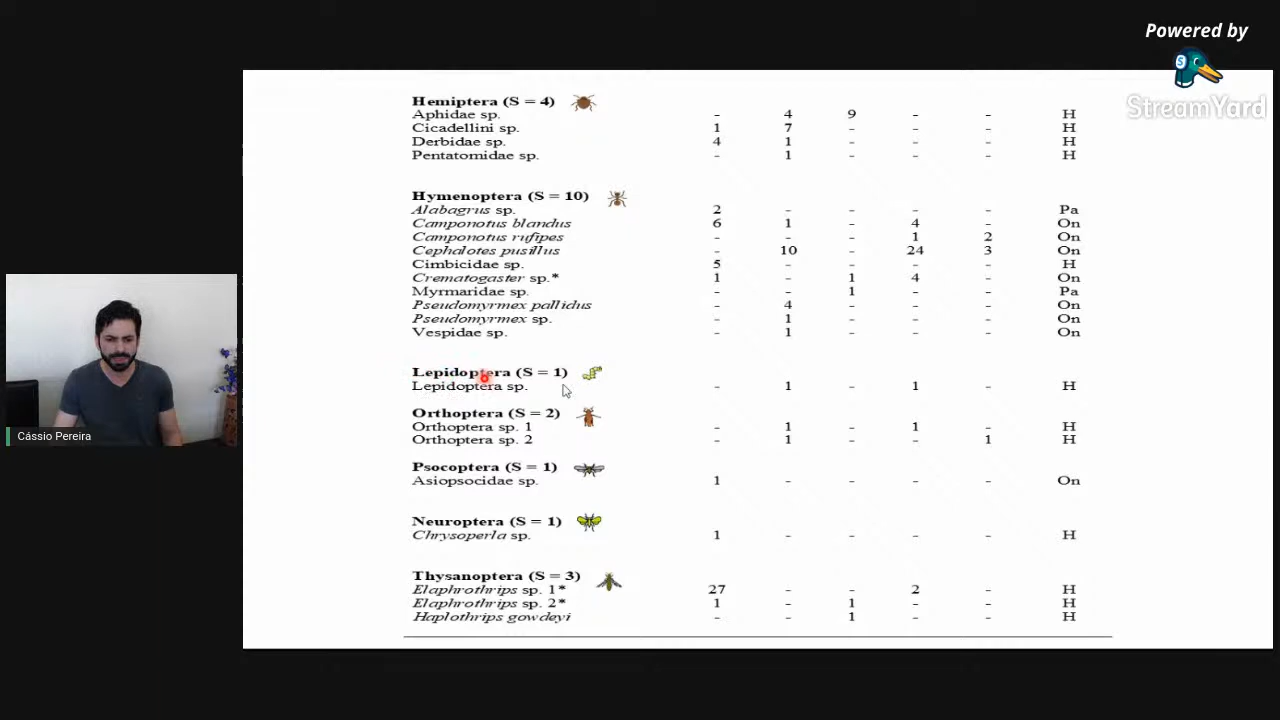 Powered by
StreamYard
Hemiptera (S = 4)
Aphidae sp. - 4 9 - - H
Cicadellini sp. 1 7 - - - H
Derbidae sp. 4 1 - - - H
Pentatomidae sp. - 1 - - - H
Hymenoptera (S = 10)
Alabagrus sp. 2 - - - - Pa
Camponotus blandus 6 1 - 4 - On
Camponotus rufipes - - - 1 2 On
Cephalotes pusillus - 10 - 24 3 On
Cimbicidae sp. 5 - - - - H
Crematogaster sp.* 1 - 1 4 - On
Myrmaridae sp. - - 1 - - Pa
Pseudomyrmex pallidus - 4 - - - On
Pseudomyrmex sp. - 1 - - - On
Vespidae sp. - 1 - - - On
Lepidoptera (S = 1)
Lepidoptera sp. - 1 - 1 - H
Orthoptera (S = 2)
Orthoptera sp. 1 - 1 - 1 - H
Orthoptera sp. 2 - 1 - - 1 H
Psocoptera (S = 1)
Asiopsocidae sp. 1 - - - - On
Neuroptera (S = 1)
Chrysoperla sp. 1 - - - - H
Thysanoptera (S = 3)
Elaphrothrips sp. 1* 27 - - 2 - H
Elaphrothrips sp. 2* 1 - 1 - - H
Haplothrips gowdeyi - - 1 - - H
Cássio Pereira